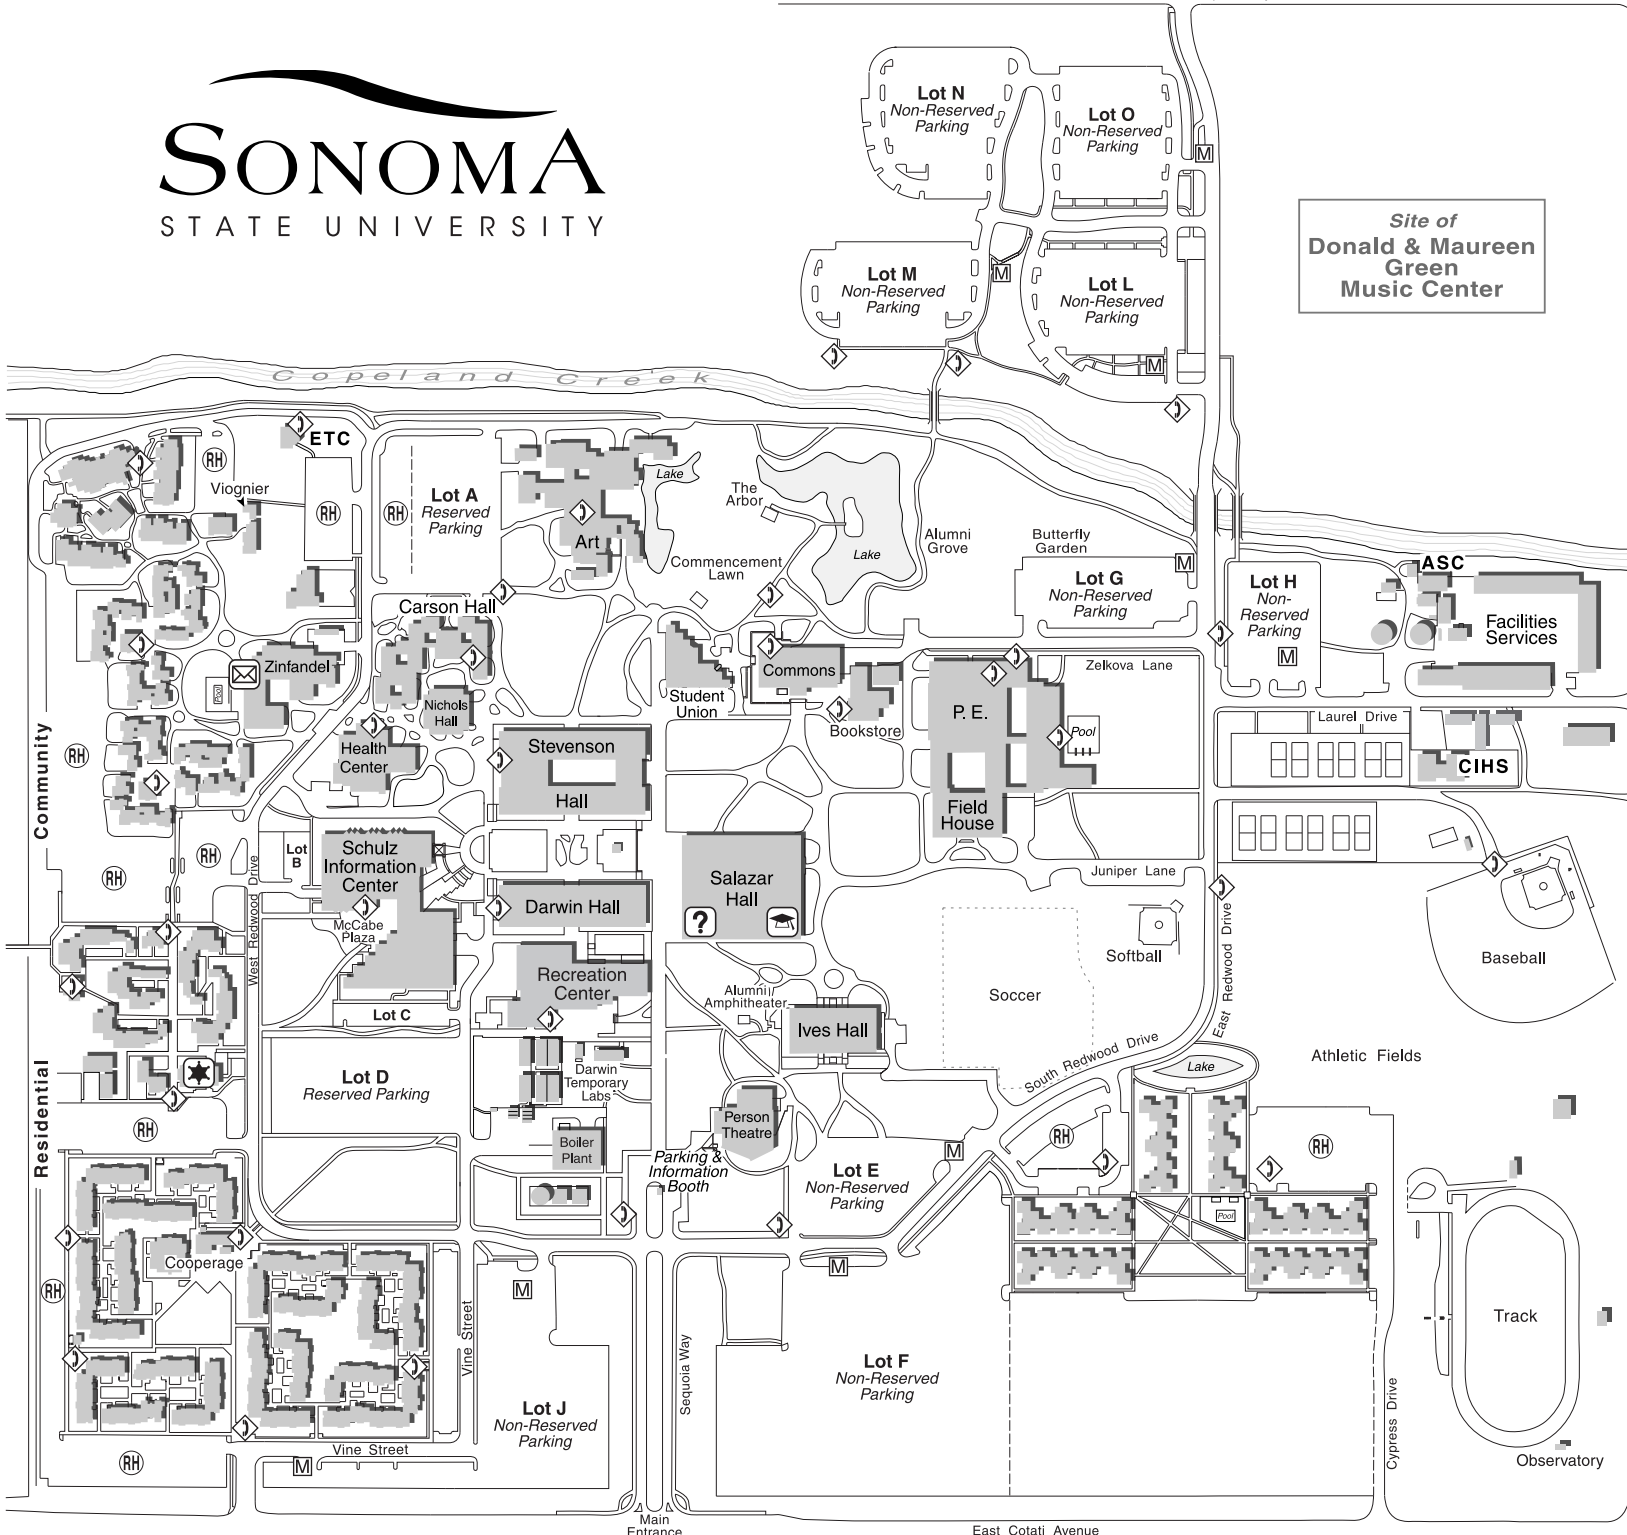 SONOMA
STATE UNIVERSITY
Lot N
Non-Reserved
Parking
Lot O
Non-Reserved
Parking
M
Site of
Donald & Maureen
Green
Music Center
Lot M
Non-Reserved
Parking
M
Lot L
Non-Reserved
Parking
M
Copeland Creek
ETC
RH
Viognier
RH
RH
Lot A
Reserved
Parking
Lake
Art
The
Arbor
Lake
Alumni
Grove
Commencement
Lawn
Butterfly
Garden
M
Lot G
Non-Reserved
Parking
Lot H
Non-
Reserved
Parking
M
ASC
Facilities
Services
Carson Hall
Zinfandel
Pool
Nichols
Hall
Student
Union
Commons
Bookstore
P. E.
Pool
Zelkova Lane
Laurel Drive
CIHS
Community
RH
Health
Center
Stevenson
Hall
Field
House
RH
RH
Lot
B
Schulz
Information
Center
McCabe
Plaza
West Redwood Drive
Darwin Hall
Salazar
Hall
?
Juniper Lane
East Redwood Drive
Softball
Baseball
Soccer
Recreation
Center
Alumni
Amphitheater
Ives Hall
Lot C
South Redwood Drive
Lake
Athletic Fields
Residential
Lot D
Reserved Parking
Darwin
Temporary
Labs
Person
Theatre
RH
Boiler
Plant
Parking &
Information
Booth
Lot E
Non-Reserved
Parking
M
RH
RH
Pool
Cooperage
RH
M
M
Vine Street
Sequoia Way
Lot F
Non-Reserved
Parking
Track
Lot J
Non-Reserved
Parking
Cypress Drive
Vine Street
RH
M
Observatory
Main
Entrance
East Cotati Avenue